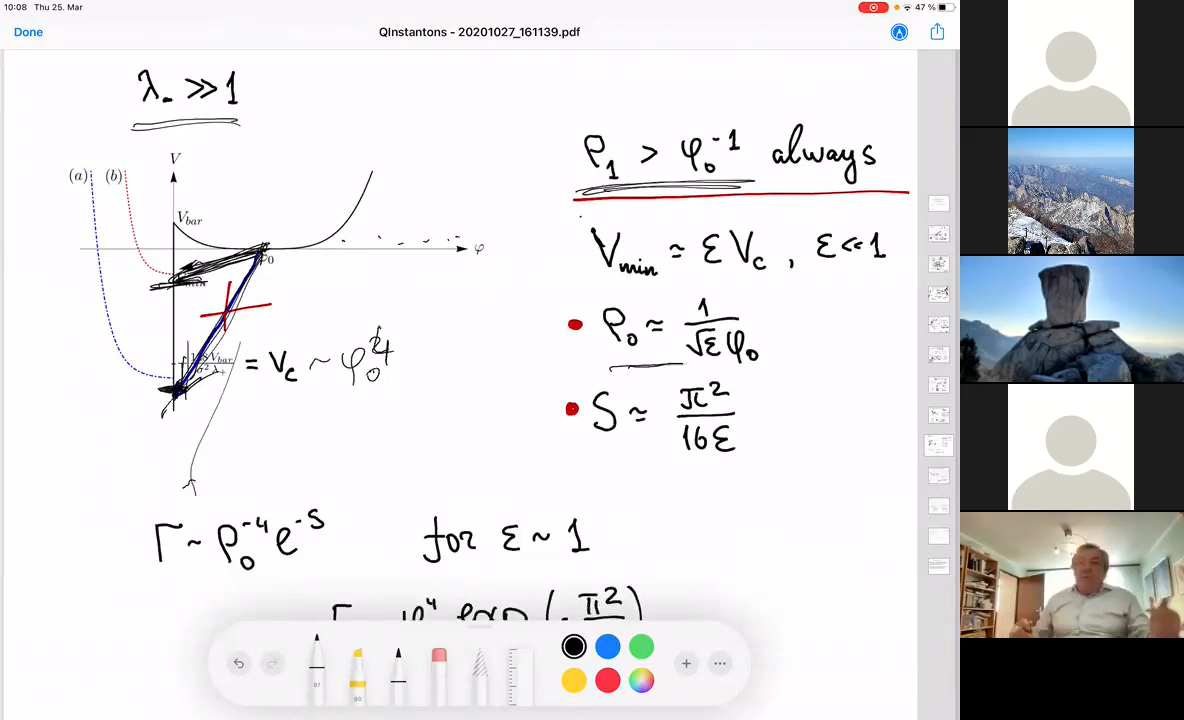 10:08 Thu 25. Mar
47 %
Done
QInstantons - 20201027_161139.pdf
λ₋ ≫ 1
V
(a) (b)
V_bar
φ
φ₀
= V_c ~ φ₀⁴
ρ₁ > φ₀⁻¹ always
V_min ≃ ε V_c , ε ≪ 1
ρ₀ ≈ 1/(√ε φ₀)
S ≃ π²/(16ε)
Γ ~ ρ₀⁻⁴ e⁻ˢ for ε ~ 1